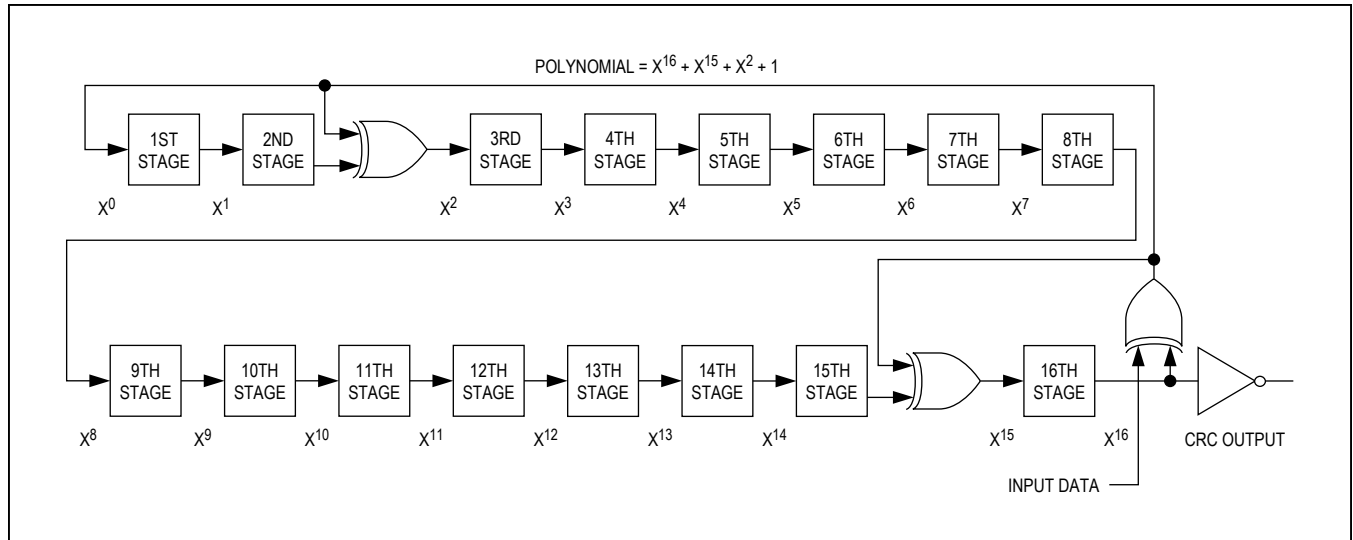 POLYNOMIAL = X¹⁶ + X¹⁵ + X² + 1
1ST
STAGE
2ND
STAGE
3RD
STAGE
4TH
STAGE
5TH
STAGE
6TH
STAGE
7TH
STAGE
8TH
STAGE
X⁰
X¹
X²
X³
X⁴
X⁵
X⁶
X⁷
9TH
STAGE
10TH
STAGE
11TH
STAGE
12TH
STAGE
13TH
STAGE
14TH
STAGE
15TH
STAGE
16TH
STAGE
X⁸
X⁹
X¹⁰
X¹¹
X¹²
X¹³
X¹⁴
X¹⁵
X¹⁶
CRC OUTPUT
INPUT DATA